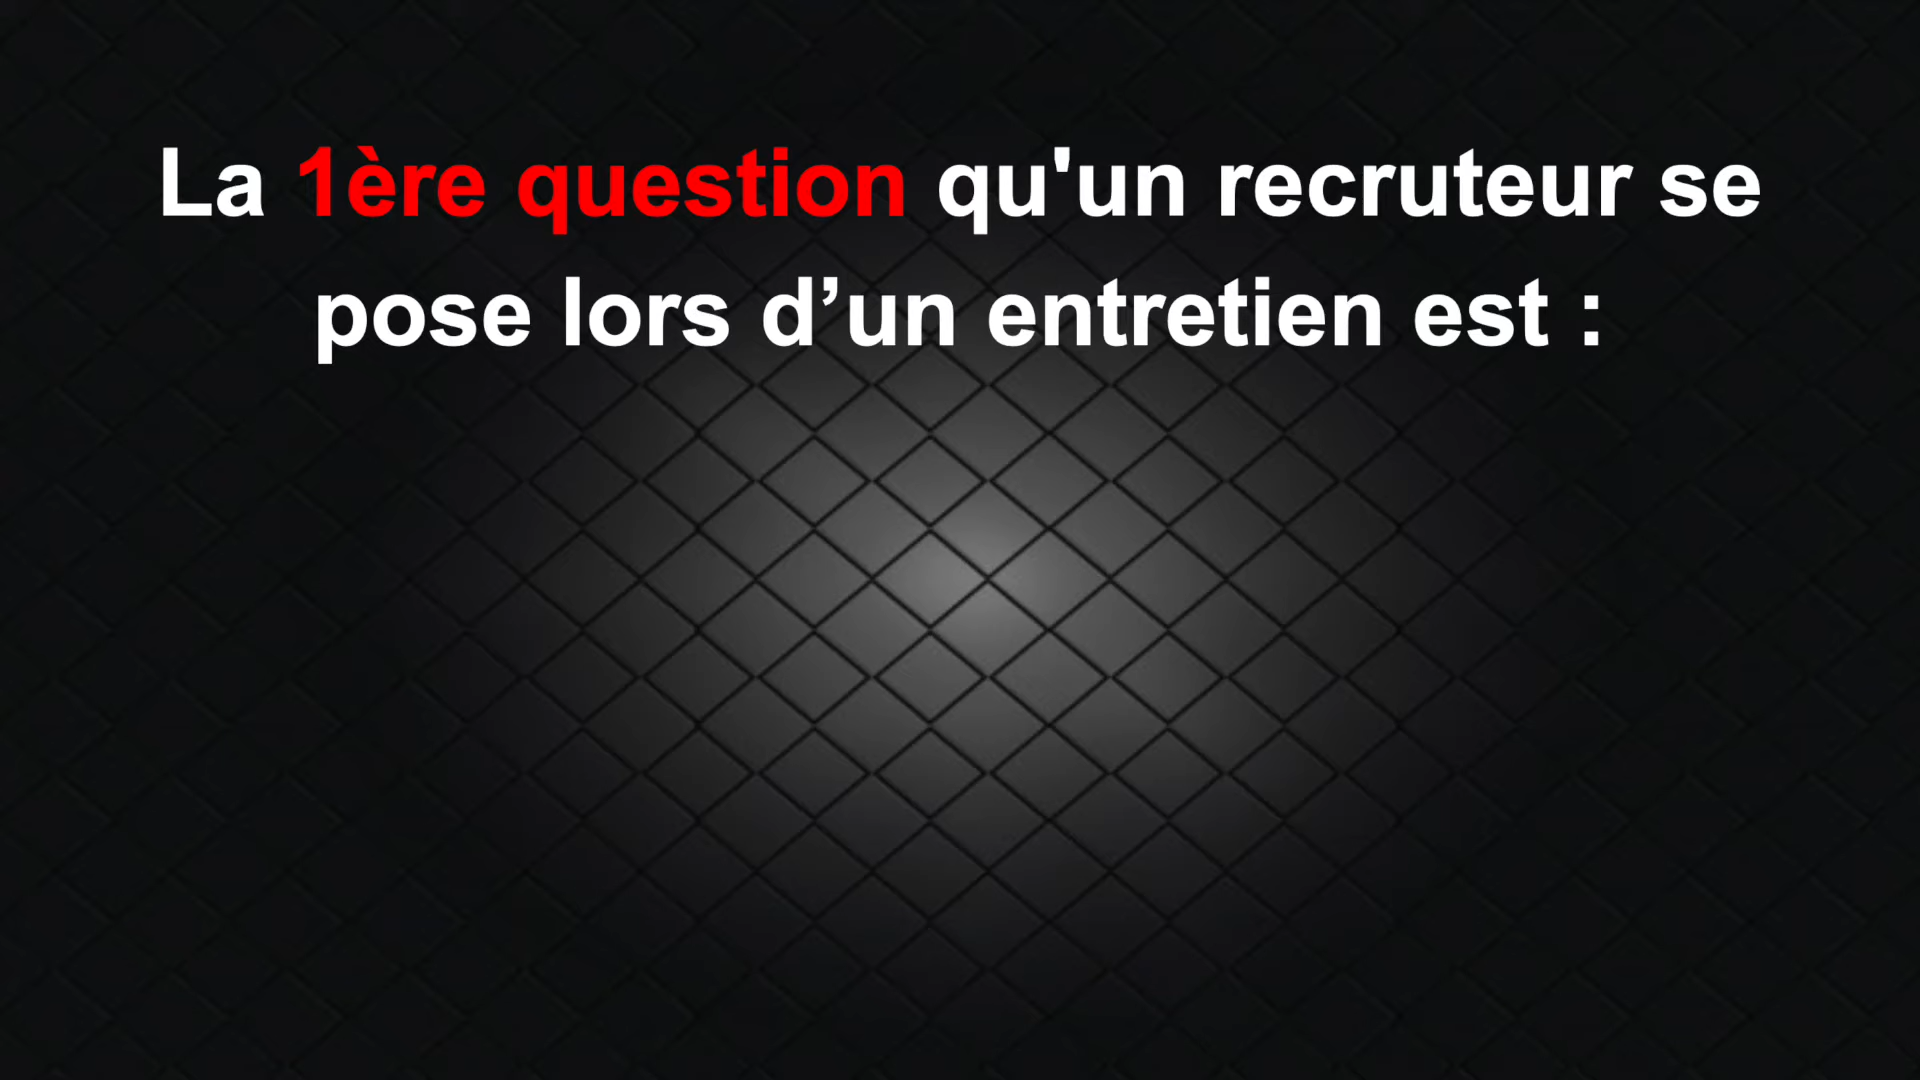 La 1ère question qu'un recruteur se
pose lors d’un entretien est :